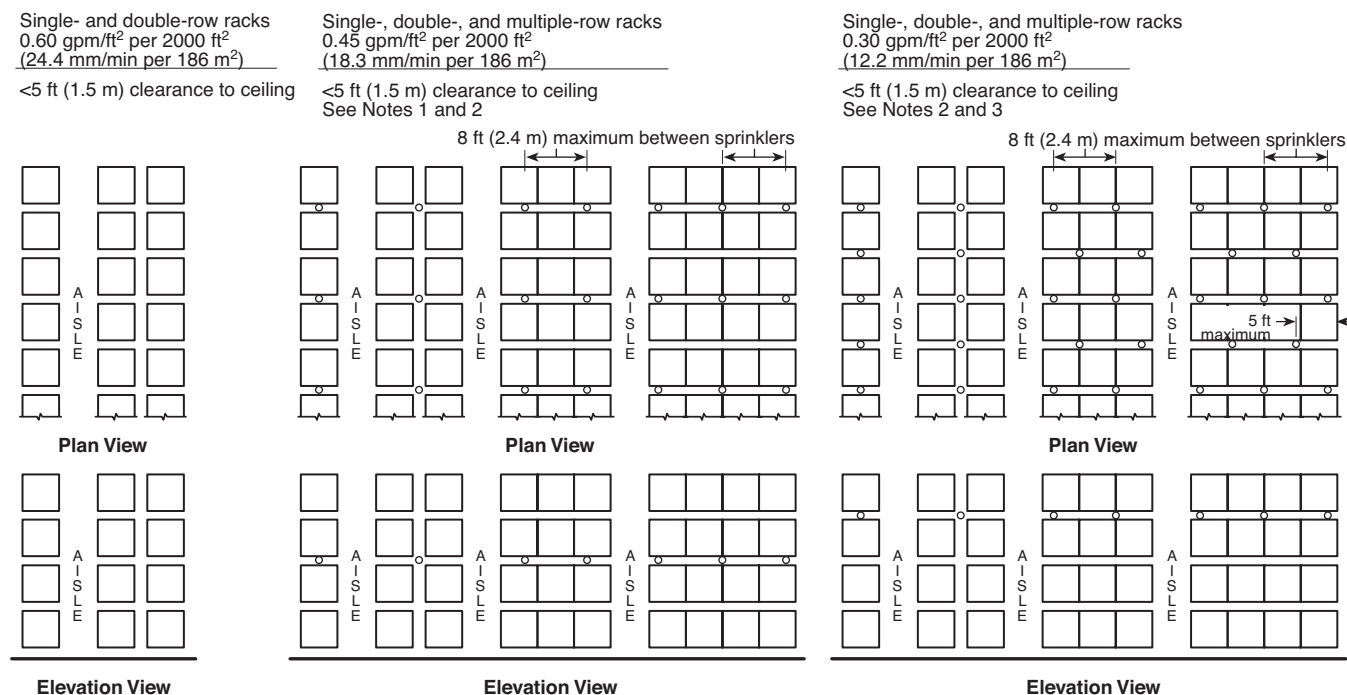 Single- and double-row racks
0.60 gpm/ft² per 2000 ft²
(24.4 mm/min per 186 m²)
<5 ft (1.5 m) clearance to ceiling
Single-, double-, and multiple-row racks
0.45 gpm/ft² per 2000 ft²
(18.3 mm/min per 186 m²)
<5 ft (1.5 m) clearance to ceiling
See Notes 1 and 2
8 ft (2.4 m) maximum between sprinklers
Single-, double-, and multiple-row racks
0.30 gpm/ft² per 2000 ft²
(12.2 mm/min per 186 m²)
<5 ft (1.5 m) clearance to ceiling
See Notes 2 and 3
8 ft (2.4 m) maximum between sprinklers
AISLE
AISLE
AISLE
AISLE
AISLE
AISLE
AISLE
5 ft
maximum
Plan View
Plan View
Plan View
AISLE
AISLE
AISLE
AISLE
AISLE
AISLE
AISLE
Elevation View
Elevation View
Elevation View